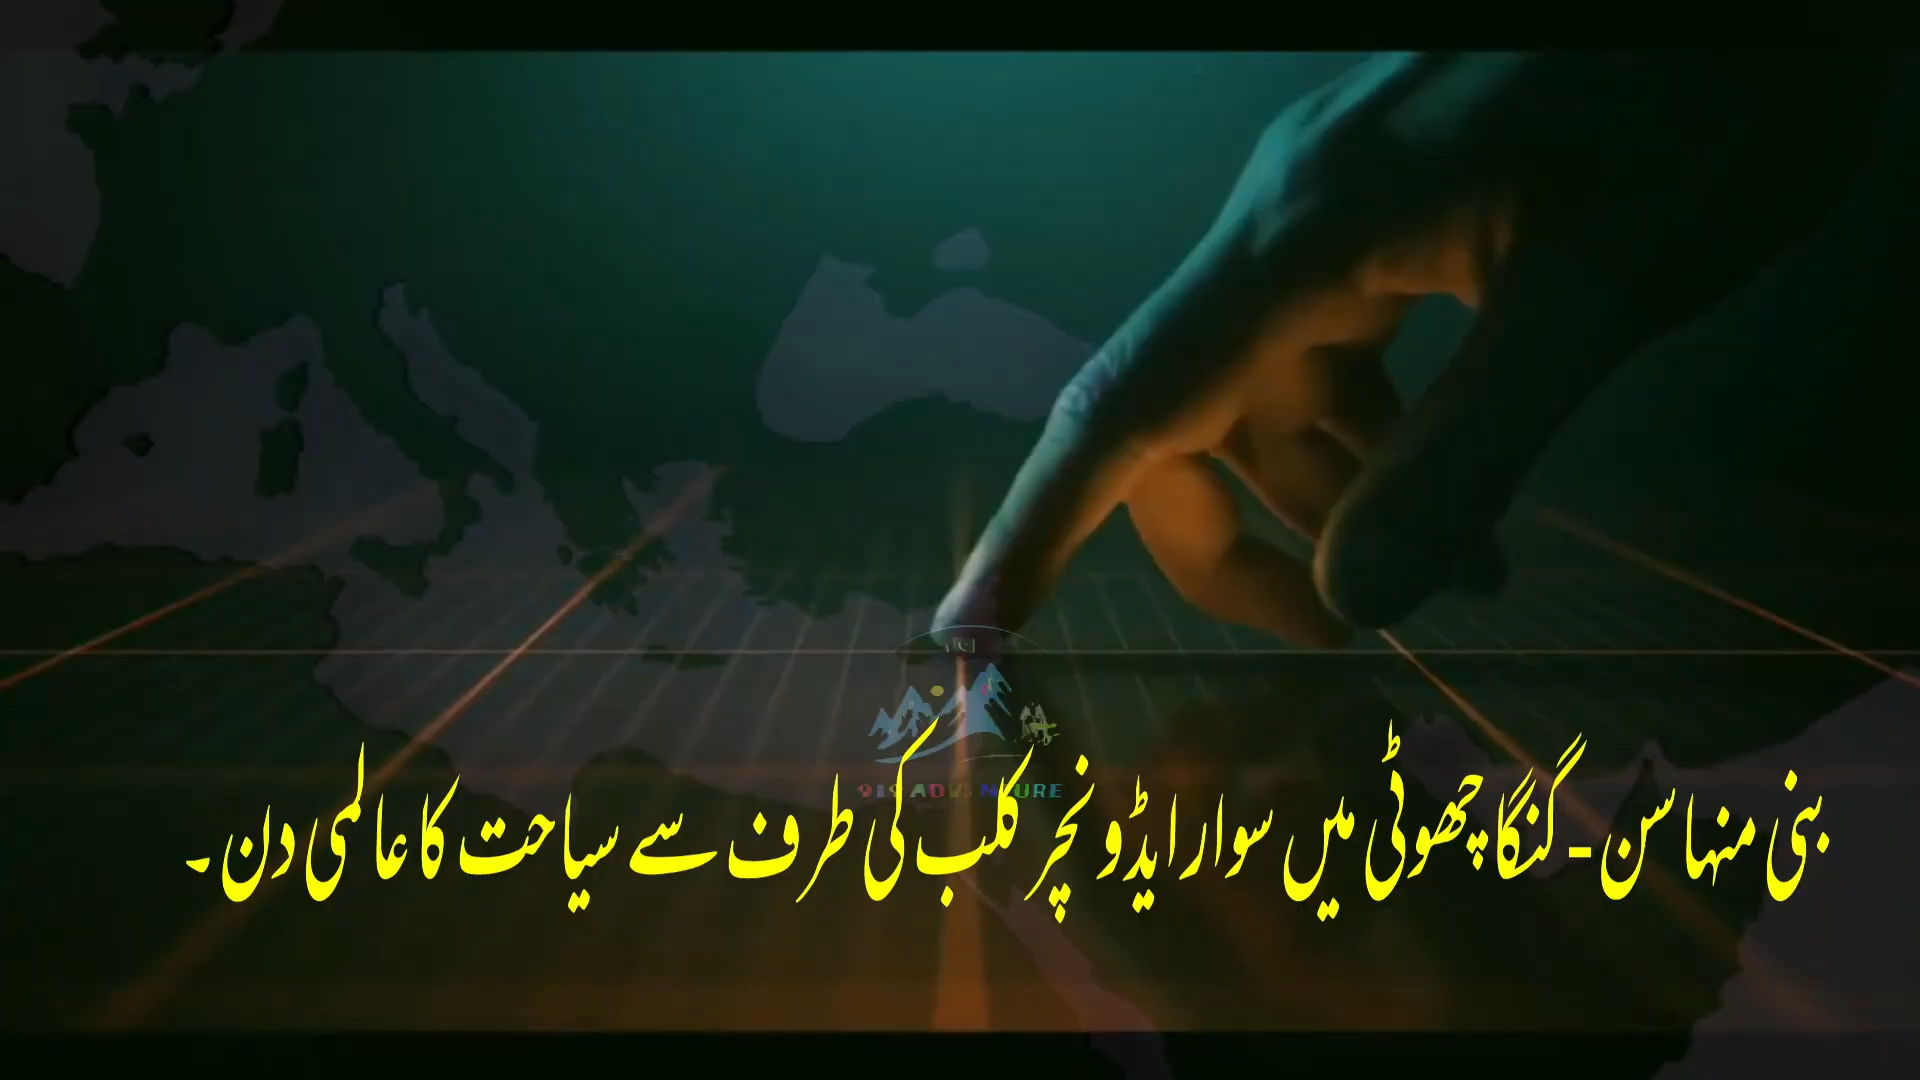 بنی منہاسن - گنگا چھوٹی میں سوار ایڈونچر کلب کی طرف سے سیاحت کا عالمی دن۔